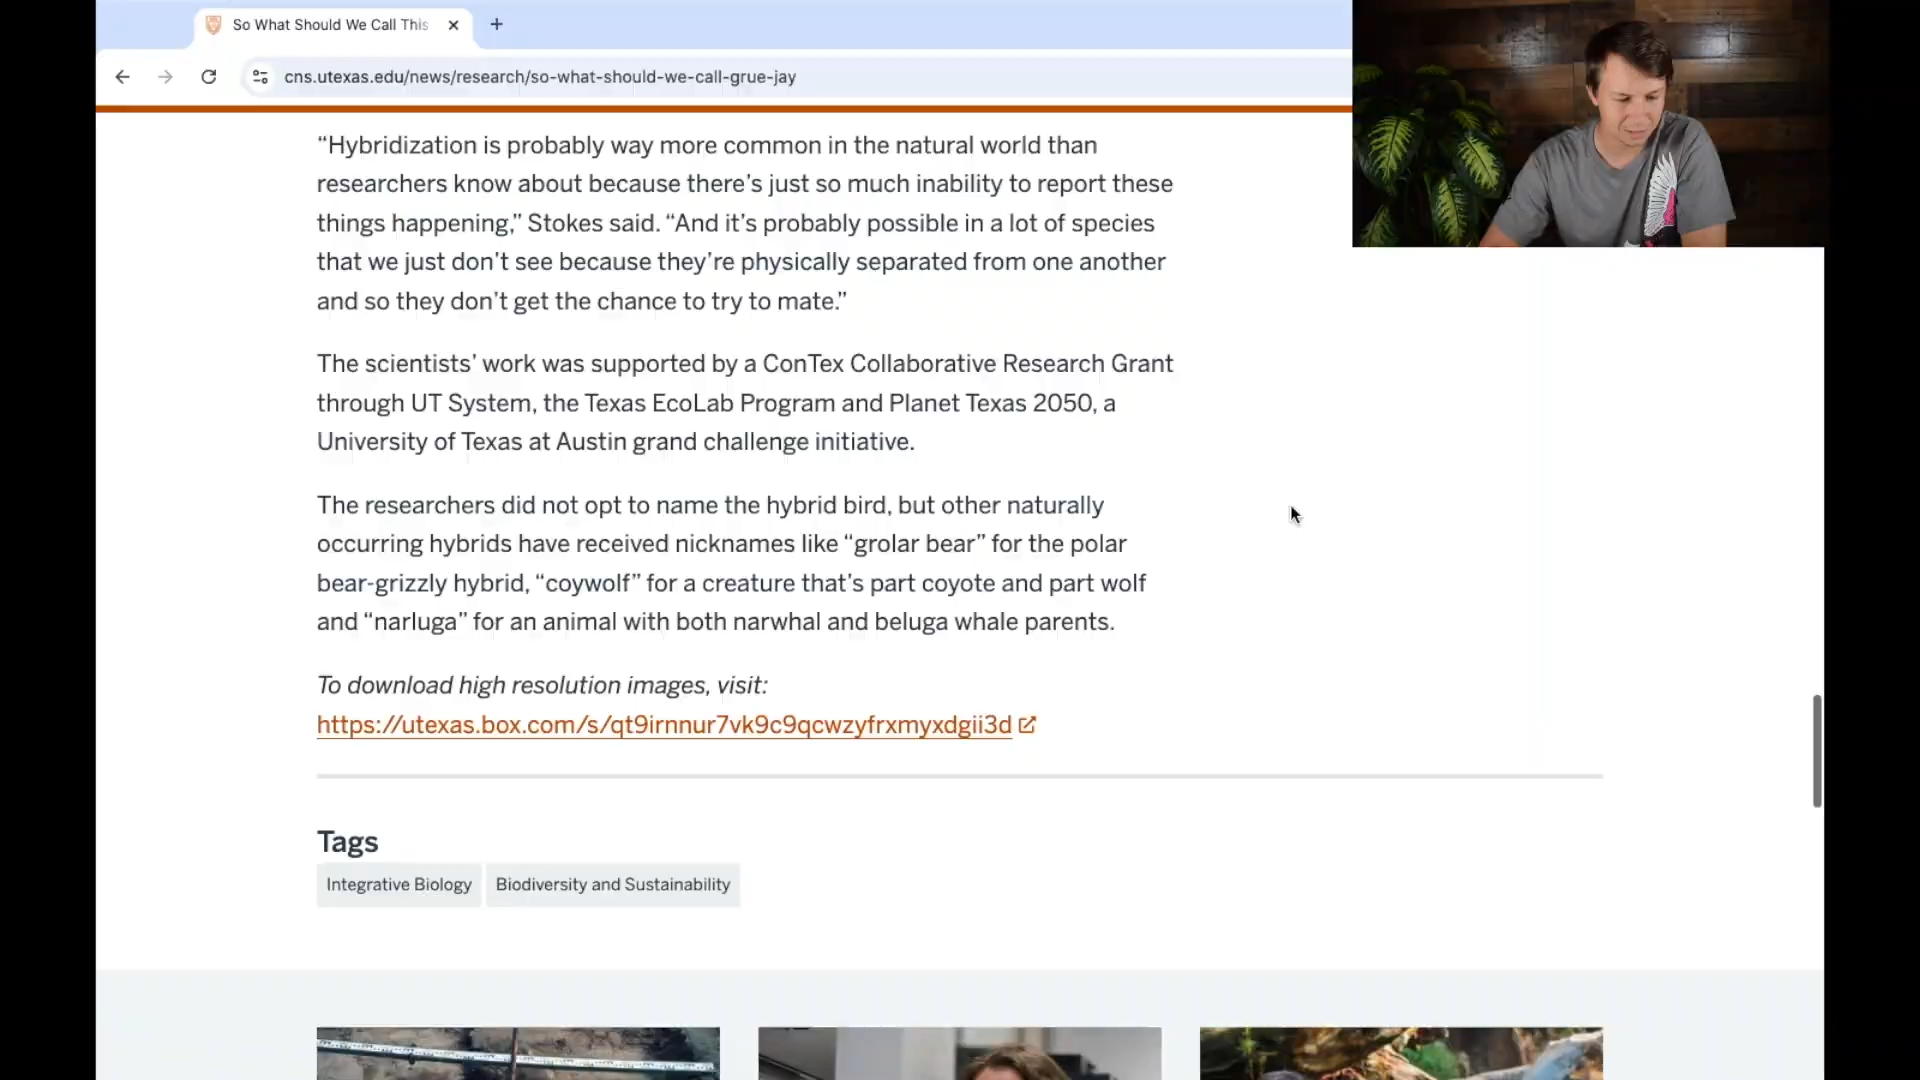 So What Should We Call This
cns.utexas.edu/news/research/so-what-should-we-call-grue-jay
“Hybridization is probably way more common in the natural world than
researchers know about because there’s just so much inability to report these
things happening,” Stokes said. “And it’s probably possible in a lot of species
that we just don’t see because they’re physically separated from one another
and so they don’t get the chance to try to mate.”
The scientists’ work was supported by a ConTex Collaborative Research Grant
through UT System, the Texas EcoLab Program and Planet Texas 2050, a
University of Texas at Austin grand challenge initiative.
The researchers did not opt to name the hybrid bird, but other naturally
occurring hybrids have received nicknames like “grolar bear” for the polar
bear-grizzly hybrid, “coywolf” for a creature that’s part coyote and part wolf
and “narluga” for an animal with both narwhal and beluga whale parents.
To download high resolution images, visit:
https://utexas.box.com/s/qt9irnnur7vk9c9qcwzyfrxmyxdgii3d
Tags
Integrative Biology
Biodiversity and Sustainability